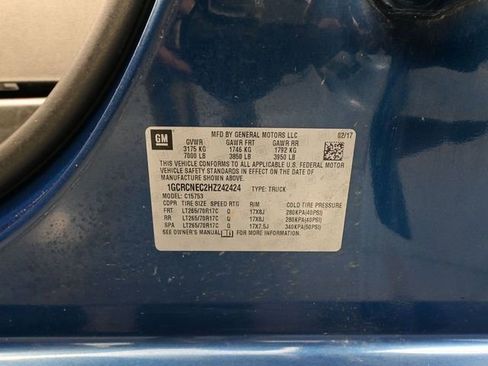 GM
MFD BY GENERAL MOTORS LLC 02/17
GVWR GAWR FRT GAWR RR
3175 KG 1746 KG 1792 KG
7000 LB 3850 LB 3950 LB
THIS VEHICLE CONFORMS TO ALL APPLICABLE U.S. FEDERAL MOTOR
VEHICLE SAFETY STANDARDS IN EFFECT ON THE DATE OF
MANUFACTURE SHOWN ABOVE.
1GCRCNEC2HZ242424 TYPE: TRUCK
MODEL: C15753
CDPR TIRE SIZE SPEED RTG RIM COLD TIRE PRESSURE
FRT LT265/70R17C Q 17X8J 280KPA(40PSI)
RR LT265/70R17C Q 17X8J 280KPA(40PSI)
SPA LT265/70R17C Q 17X7.5J 340KPA(50PSI)
SEE OWNER'S MANUAL FOR MORE INFORMATION.